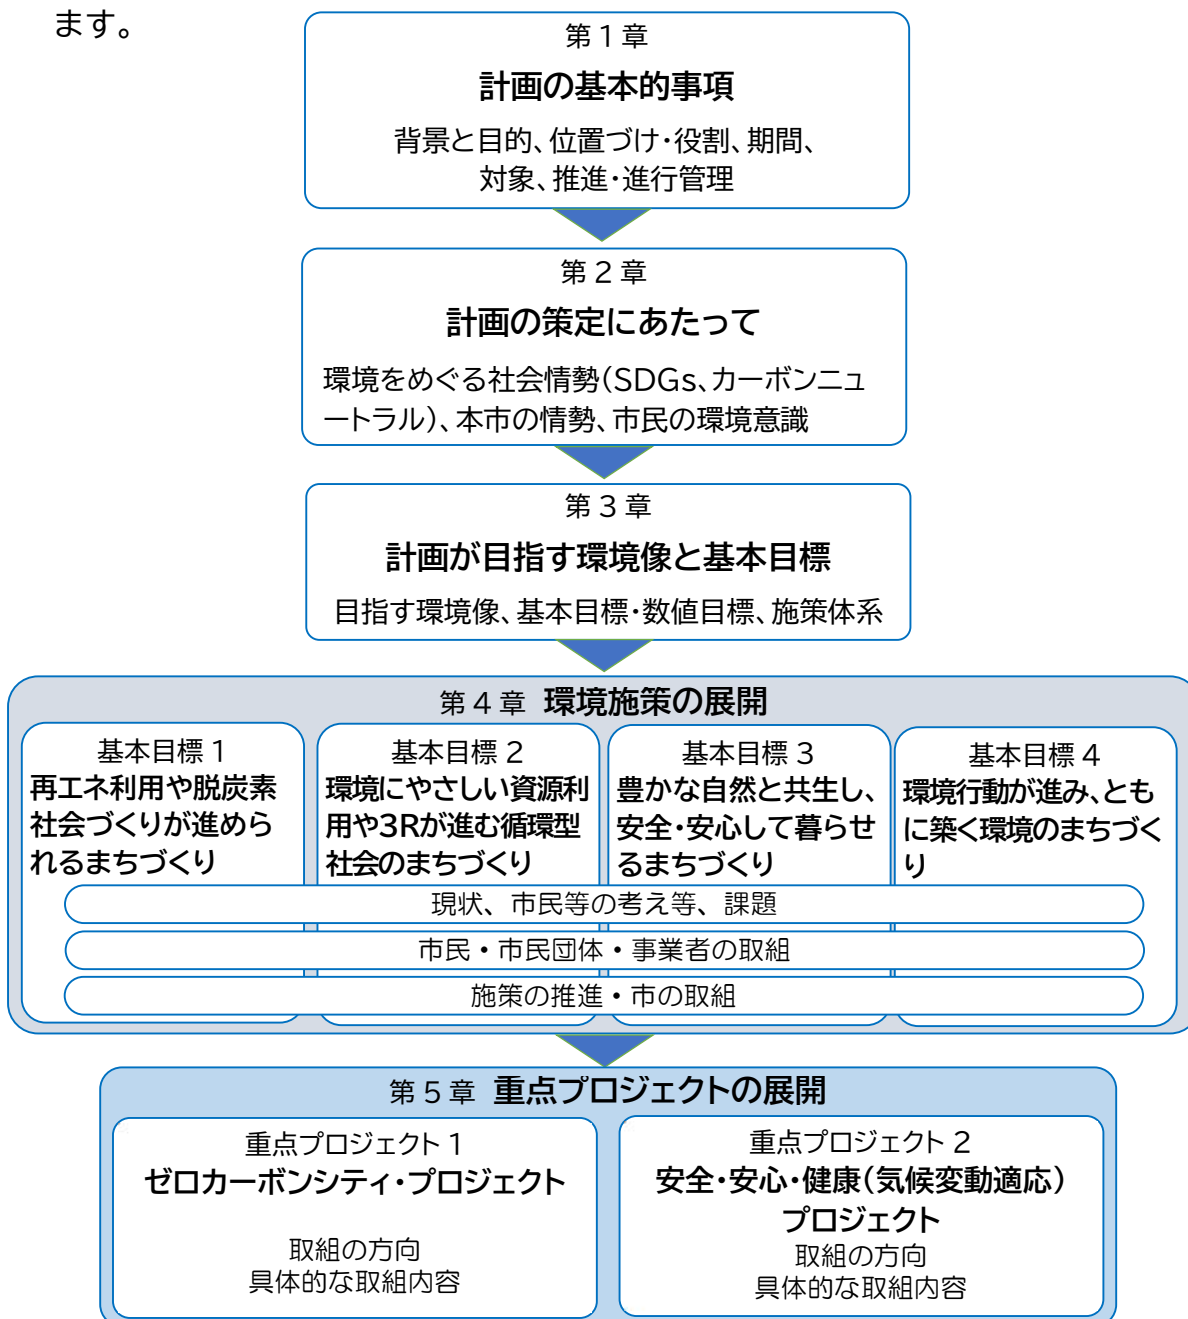 ます。
第1章
計画の基本的事項
背景と目的、位置づけ・役割、期間、
対象、推進・進行管理
第2章
計画の策定にあたって
環境をめぐる社会情勢(SDGs、カーボンニュ
ートラル)、本市の情勢、市民の環境意識
第3章
計画が目指す環境像と基本目標
目指す環境像、基本目標・数値目標、施策体系
第4章 環境施策の展開
基本目標1
再エネ利用や脱炭素
社会づくりが進めら
れるまちづくり
基本目標2
環境にやさしい資源利
用や3Rが進む循環型
社会のまちづくり
基本目標3
豊かな自然と共生し、
安全・安心して暮らせ
るまちづくり
基本目標4
環境行動が進み、とも
に築く環境のまちづく
り
現状、市民等の考え等、課題
市民・市民団体・事業者の取組
施策の推進・市の取組
第5章 重点プロジェクトの展開
重点プロジェクト1
ゼロカーボンシティ・プロジェクト
取組の方向
具体的な取組内容
重点プロジェクト2
安全・安心・健康(気候変動適応)
プロジェクト
取組の方向
具体的な取組内容